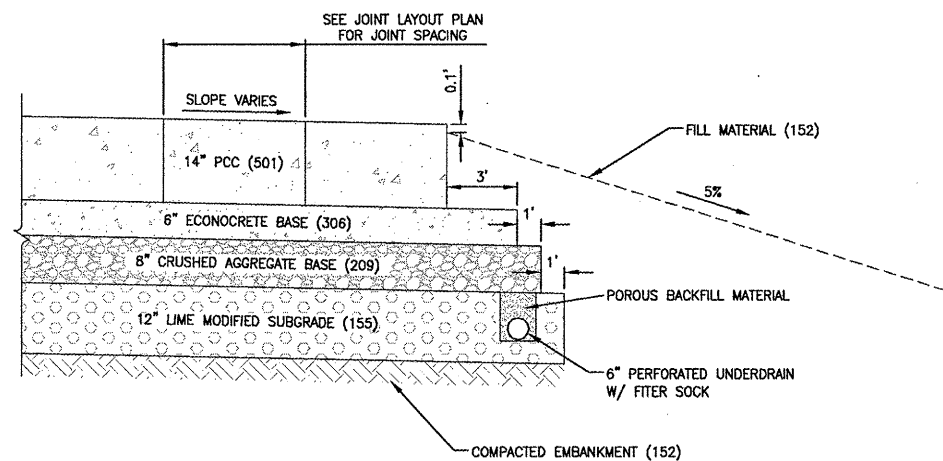 SEE JOINT LAYOUT PLAN
FOR JOINT SPACING
SLOPE VARIES
0.1'
FILL MATERIAL (152)
14" PCC (501)
3'
5%
6" ECONOCRETE BASE (306)
1'
8" CRUSHED AGGREGATE BASE (209)
1'
POROUS BACKFILL MATERIAL
12" LIME MODIFIED SUBGRADE (155)
6" PERFORATED UNDERDRAIN
W/ FITER SOCK
COMPACTED EMBANKMENT (152)